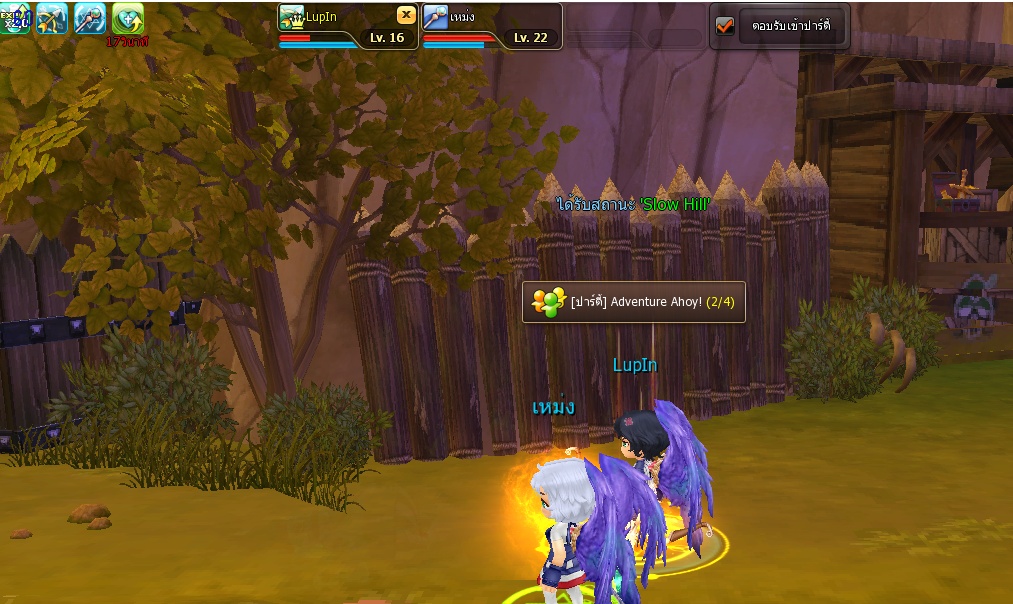 LupIn
Lv. 16
เหม่ง
Lv. 22
ตอบรับเข้าปาร์ตี้
17วินาที
ได้รับสถานะ 'Slow Hill'
[ปาร์ตี้] Adventure Ahoy! (2/4)
LupIn
เหม่ง